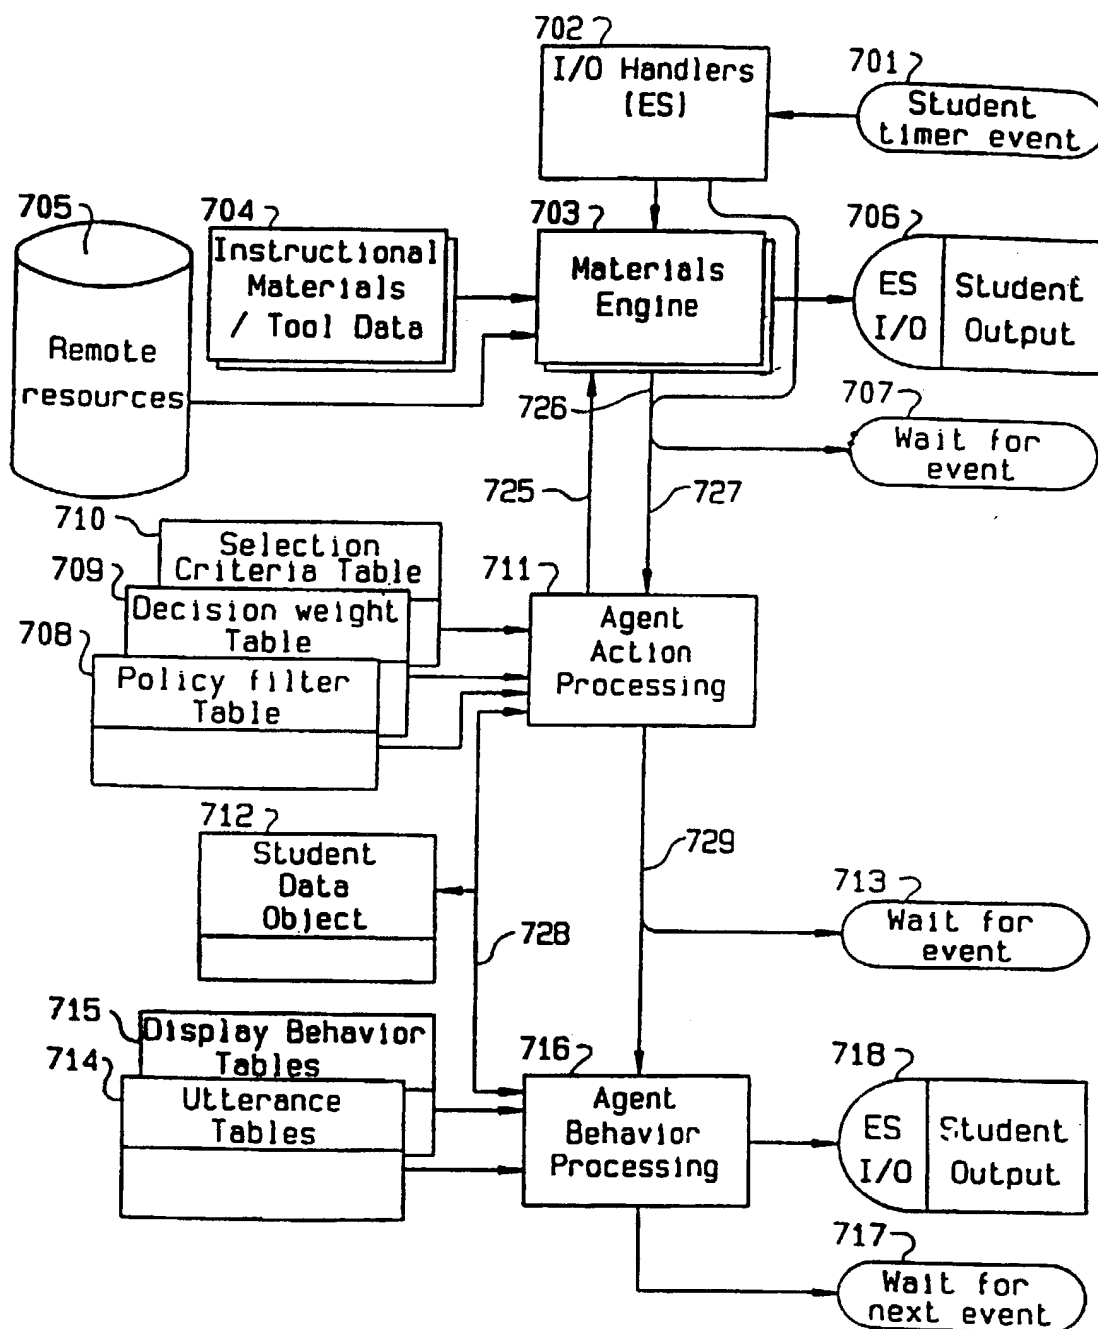 702
I/O Handlers
(ES)
701
Student
timer event
705
Remote
resources
704
Instructional
Materials
/ Tool Data
703
Materials
Engine
706
ES
I/O
Student
Output
726
707
Wait for
event
725
727
710
Selection
Criteria Table
709
Decision weight
Table
708
Policy filter
Table
711
Agent
Action
Processing
712
Student
Data
Object
728
729
713
Wait for
event
715
Display Behavior
Tables
714
Utterance
Tables
716
Agent
Behavior
Processing
718
ES
I/O
Student
Output
717
Wait for
next event